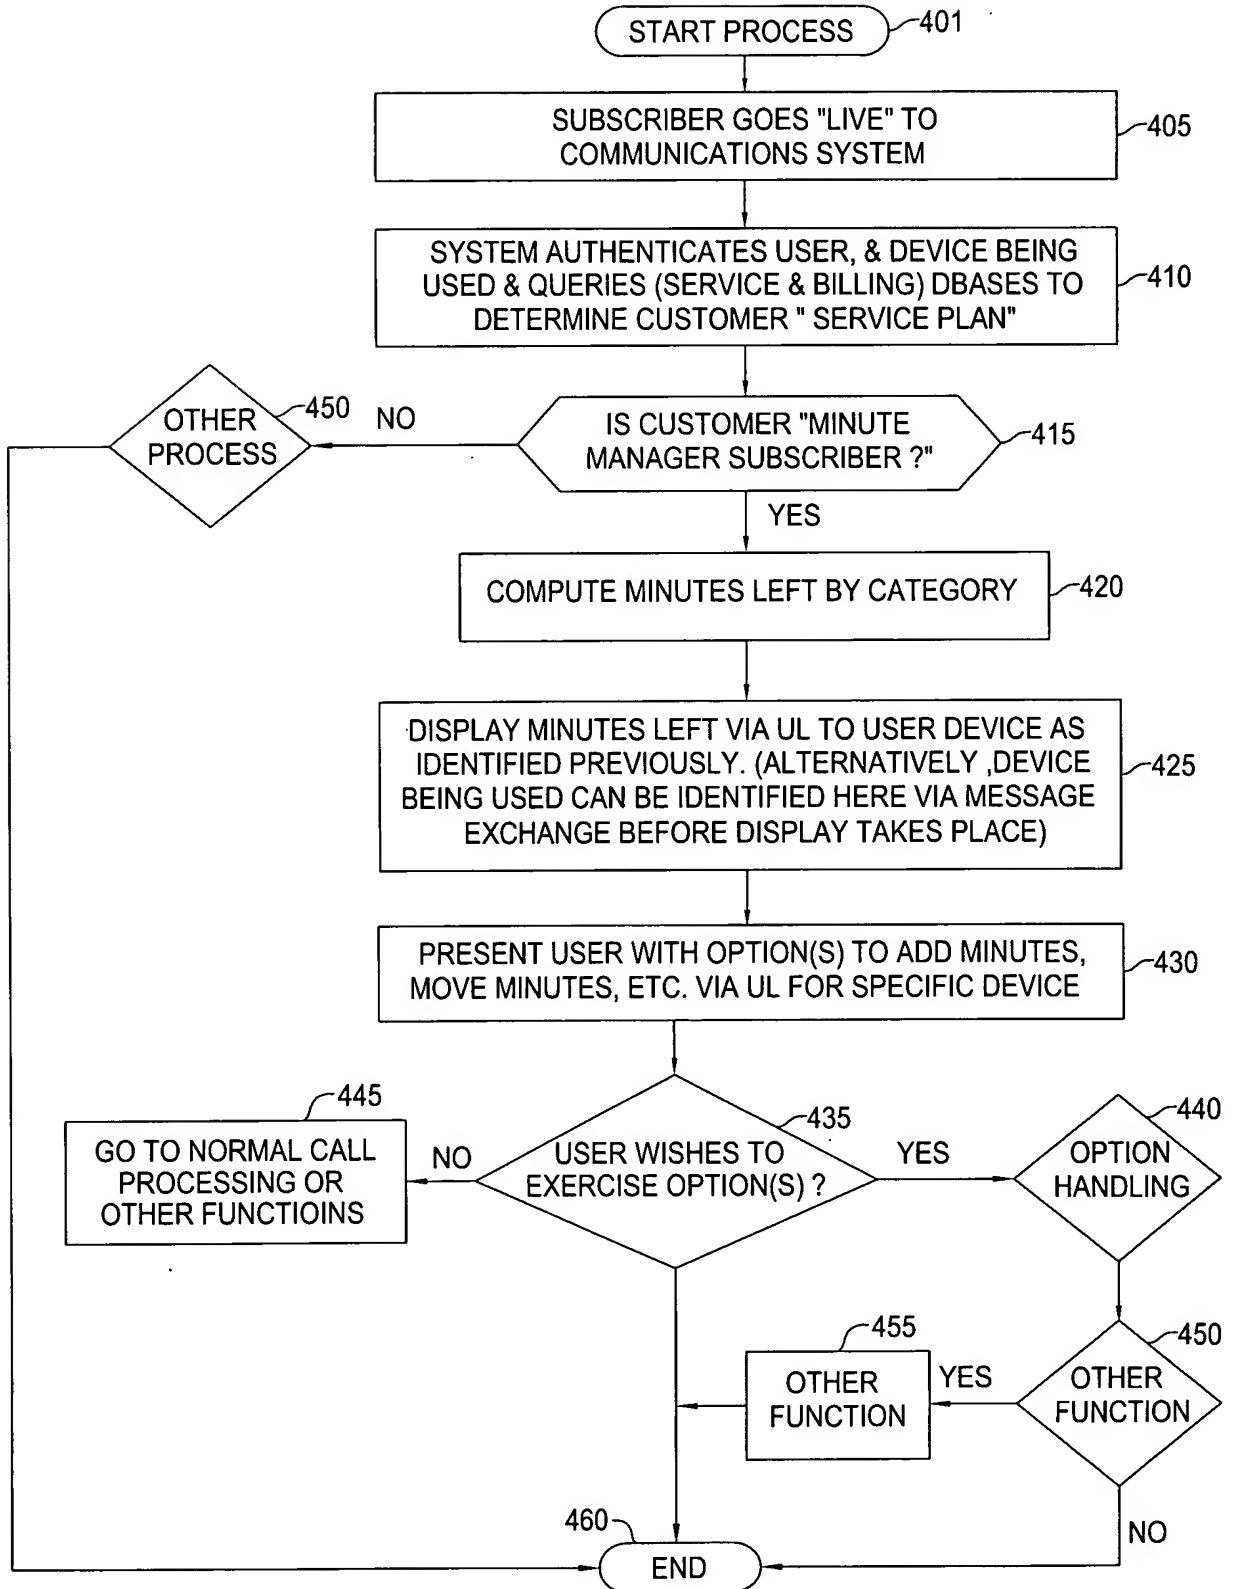 START PROCESS
401
SUBSCRIBER GOES "LIVE" TO
COMMUNICATIONS SYSTEM
405
SYSTEM AUTHENTICATES USER, & DEVICE BEING
USED & QUERIES (SERVICE & BILLING) DBASES TO
DETERMINE CUSTOMER " SERVICE PLAN"
410
OTHER
PROCESS
450
NO
IS CUSTOMER "MINUTE
MANAGER SUBSCRIBER ?"
415
YES
COMPUTE MINUTES LEFT BY CATEGORY
420
DISPLAY MINUTES LEFT VIA UL TO USER DEVICE AS
IDENTIFIED PREVIOUSLY. (ALTERNATIVELY ,DEVICE
BEING USED CAN BE IDENTIFIED HERE VIA MESSAGE
EXCHANGE BEFORE DISPLAY TAKES PLACE)
425
PRESENT USER WITH OPTION(S) TO ADD MINUTES,
MOVE MINUTES, ETC. VIA UL FOR SPECIFIC DEVICE
430
445
GO TO NORMAL CALL
PROCESSING OR
OTHER FUNCTIOINS
NO
435
USER WISHES TO
EXERCISE OPTION(S) ?
YES
440
OPTION
HANDLING
455
OTHER
FUNCTION
YES
450
OTHER
FUNCTION
NO
460
END